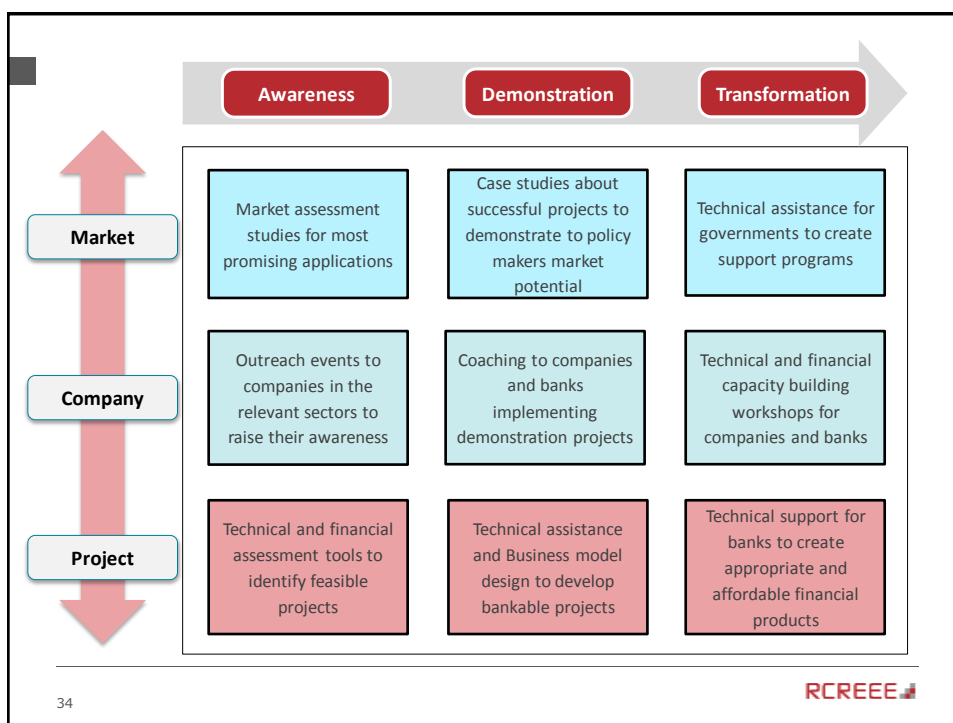 Awareness
Demonstration
Transformation
Market
Market assessment
studies for most
promising applications
Case studies about
successful projects to
demonstrate to policy
makers market
potential
Technical assistance for
governments to create
support programs
Company
Outreach events to
companies in the
relevant sectors to
raise their awareness
Coaching to companies
and banks
implementing
demonstration projects
Technical and financial
capacity building
workshops for
companies and banks
Project
Technical and financial
assessment tools to
identify feasible
projects
Technical assistance
and Business model
design to develop
bankable projects
Technical support for
banks to create
appropriate and
affordable financial
products
34
RCREEE